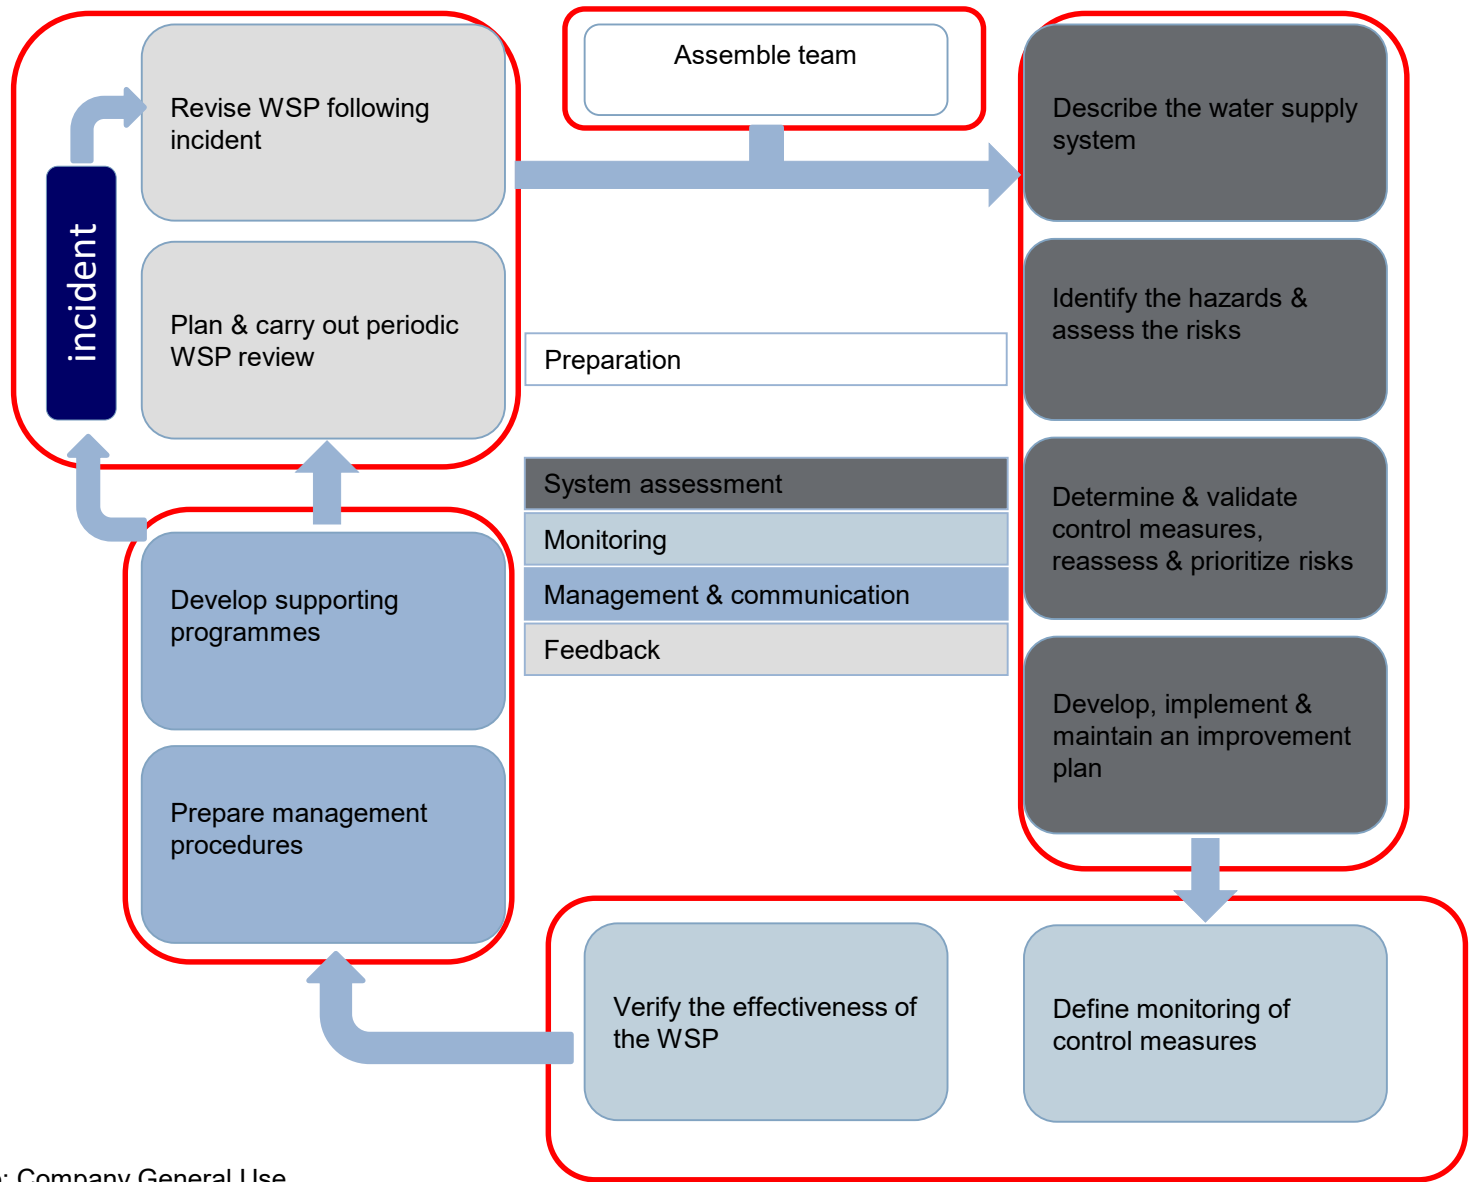 Assemble team
Revise WSP following
incident
incident
Plan & carry out periodic
WSP review
Describe the water supply
system
Identify the hazards &
assess the risks
Preparation
System assessment
Monitoring
Management & communication
Feedback
Determine & validate
control measures,
reassess & prioritize risks
Develop supporting
programmes
Develop, implement &
maintain an improvement
plan
Prepare management
procedures
Verify the effectiveness of
the WSP
Define monitoring of
control measures
: Company General Use